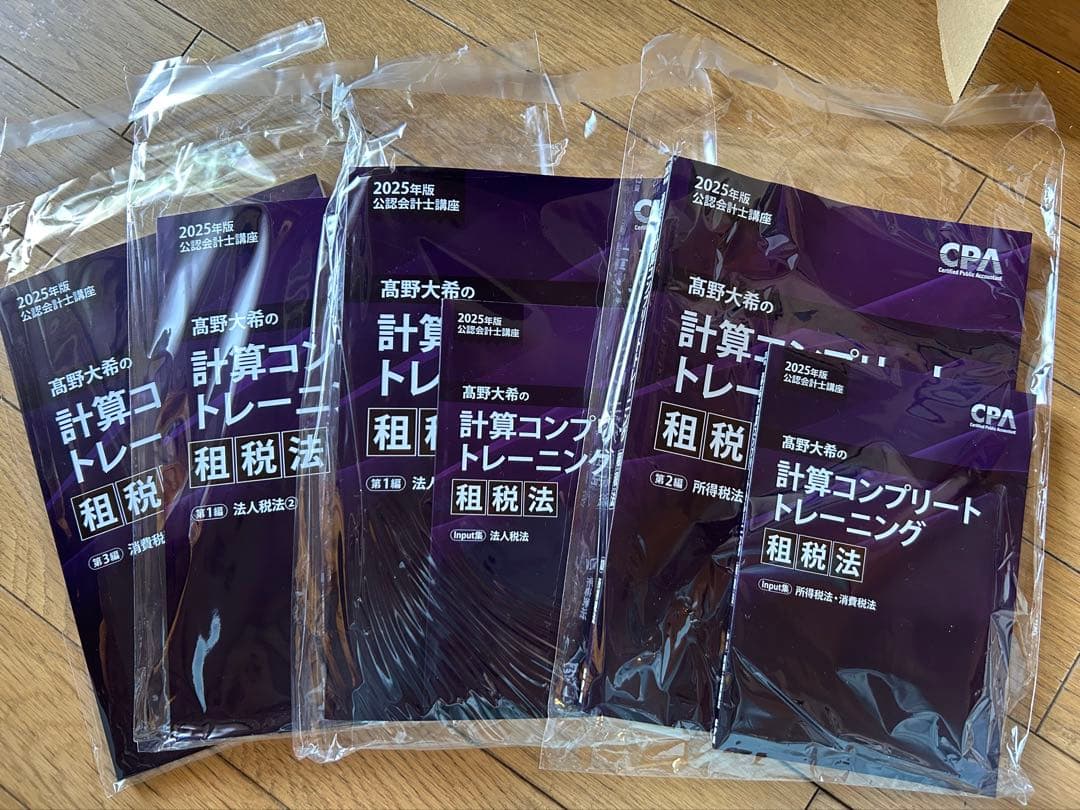 2025年版
公認会計士講座
髙野大希の
計算コ
トレー
租税
第3編 消費税
2025年版
公認会計士講座
髙野大希の
計算コン
トレーニン
租税法
第1編 法人税法②
2025年版
公認会計士講座
髙野大希の
計算
トレ
租
第1編 法人
2025年版
公認会計士講座
髙野大希の
計算コンプリ
トレーニング
租税法
Input集 法人税法
2025年版
公認会計士講座
CPA
Certified Public Accountant
髙野大希の
計算コンプリート
トレー
租税
第2編 所得税法
2025年版
公認会計士講座
CPA
Certified Public Accountant
髙野大希の
計算コンプリート
トレーニング
租税法
Input集 所得税法・消費税法